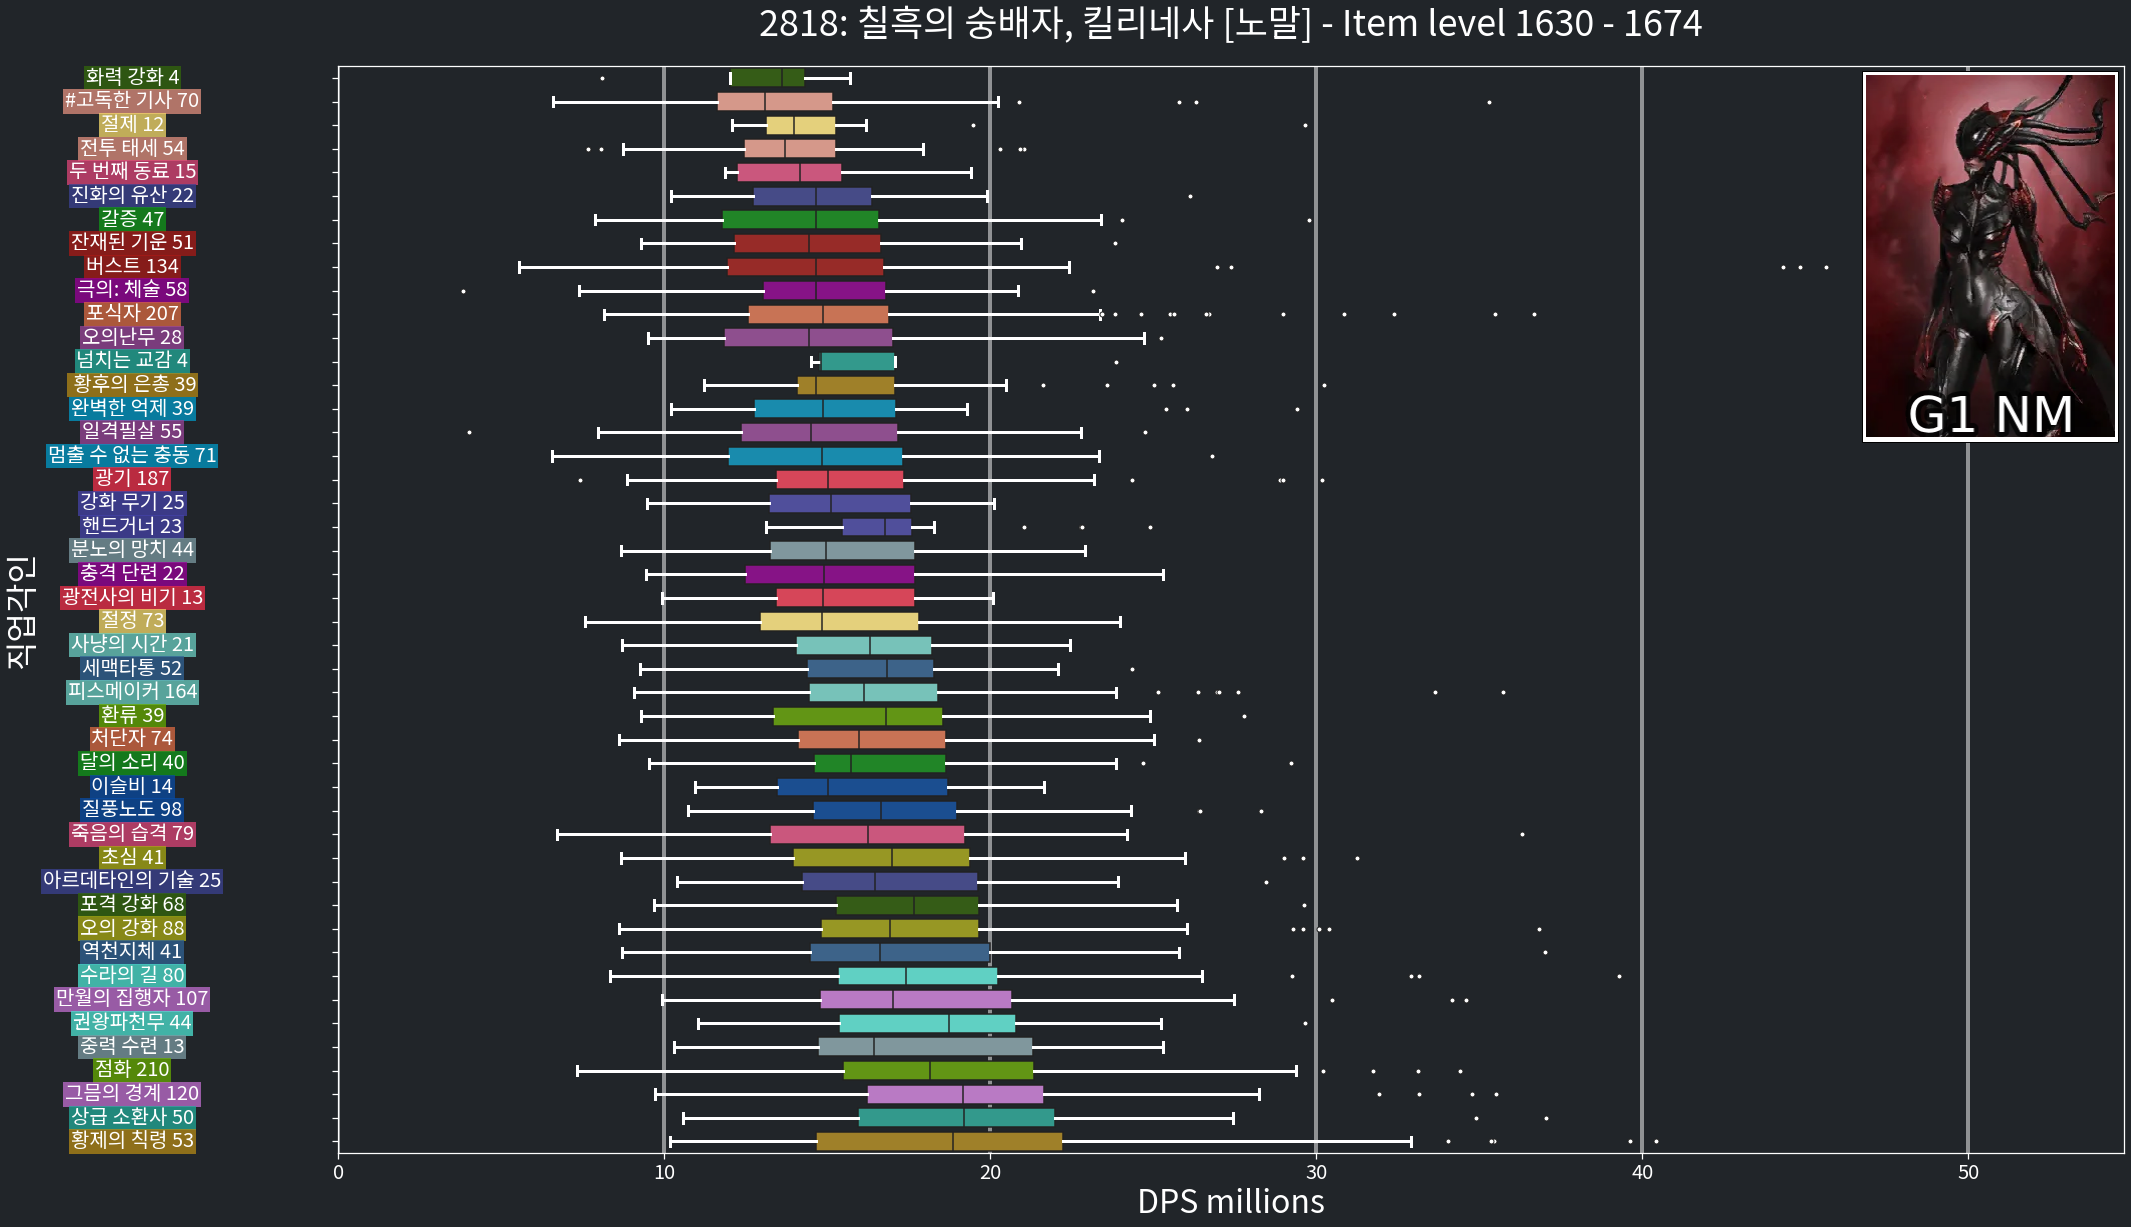 2818: 칠흑의 숭배자, 킬리네사 [노말] - Item level 1630 - 1674
화력 강화 4
#고독한 기사 70
절제 12
전투 태세 54
두 번째 동료 15
진화의 유산 22
갈증 47
잔재된 기운 51
버스트 134
극의: 체술 58
포식자 207
오의난무 28
넘치는 교감 4
황후의 은총 39
완벽한 억제 39
일격필살 55
멈출 수 없는 충동 71
광기 187
강화 무기 25
핸드거너 23
분노의 망치 44
충격 단련 22
광전사의 비기 13
절정 73
사냥의 시간 21
세맥타통 52
피스메이커 164
환류 39
처단자 74
달의 소리 40
이슬비 14
질풍노도 98
죽음의 습격 79
초심 41
아르데타인의 기술 25
포격 강화 68
오의 강화 88
역천지체 41
수라의 길 80
만월의 집행자 107
권왕파천무 44
중력 수련 13
점화 210
그믐의 경계 120
상급 소환사 50
황제의 칙령 53
직업각인
G1 NM
0 10 20 30 40 50
DPS millions